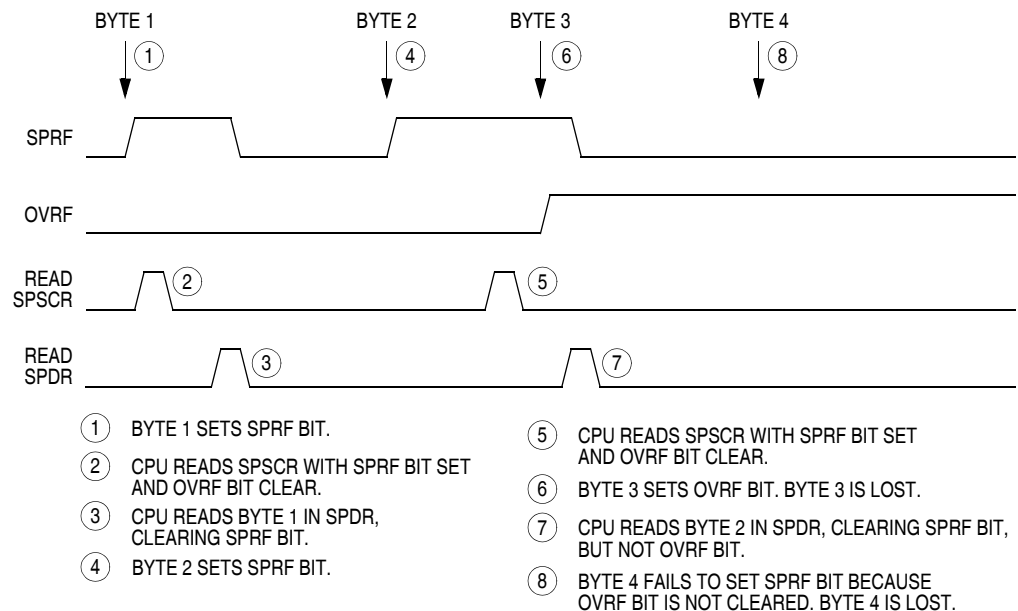 BYTE 1 BYTE 2 BYTE 3 BYTE 4
1 4 6 8
SPRF
OVRF
READ
SPSCR
2 5
READ
SPDR
3 7
1 BYTE 1 SETS SPRF BIT.
2 CPU READS SPSCR WITH SPRF BIT SET
AND OVRF BIT CLEAR.
3 CPU READS BYTE 1 IN SPDR,
CLEARING SPRF BIT.
4 BYTE 2 SETS SPRF BIT.
5 CPU READS SPSCR WITH SPRF BIT SET
AND OVRF BIT CLEAR.
6 BYTE 3 SETS OVRF BIT. BYTE 3 IS LOST.
7 CPU READS BYTE 2 IN SPDR, CLEARING SPRF BIT,
BUT NOT OVRF BIT.
8 BYTE 4 FAILS TO SET SPRF BIT BECAUSE
OVRF BIT IS NOT CLEARED. BYTE 4 IS LOST.